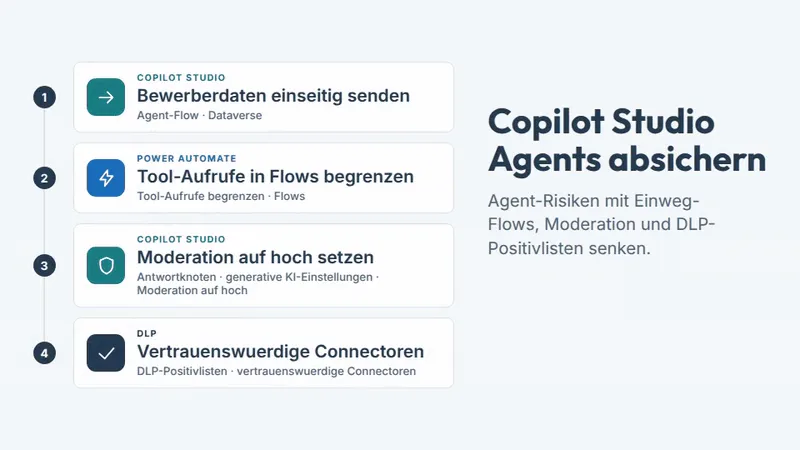 1
COPILOT STUDIO
Bewerberdaten einseitig senden
Agent-Flow · Dataverse
2
POWER AUTOMATE
Tool-Aufrufe in Flows begrenzen
Tool-Aufrufe begrenzen · Flows
3
COPILOT STUDIO
Moderation auf hoch setzen
Antwortknoten · generative KI-Einstellungen ·
Moderation auf hoch
4
DLP
Vertrauenswuerdige Connectoren
DLP-Positivlisten · vertrauenswuerdige Connectoren
Copilot Studio
Agents absichern
Agent-Risiken mit Einweg-
Flows, Moderation und DLP-
Positivlisten senken.